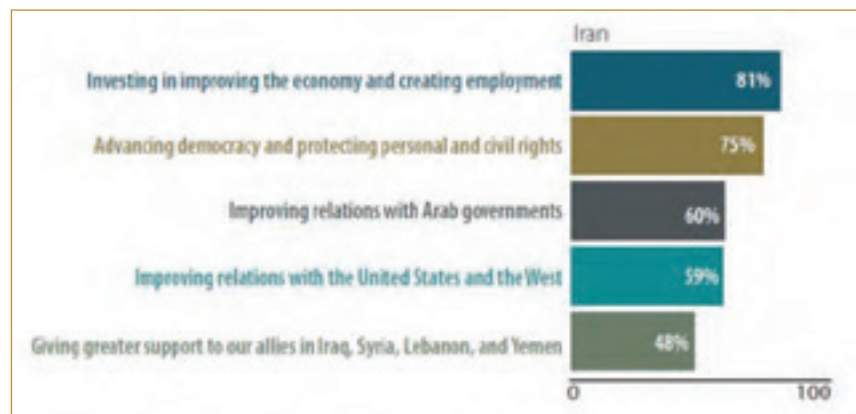 Iran
Investing in improving the economy and creating employment 81%
Advancing democracy and protecting personal and civil rights 75%
Improving relations with Arab governments 60%
Improving relations with the United States and the West 59%
Giving greater support to our allies in Iraq, Syria, Lebanon, and Yemen 48%
0 100